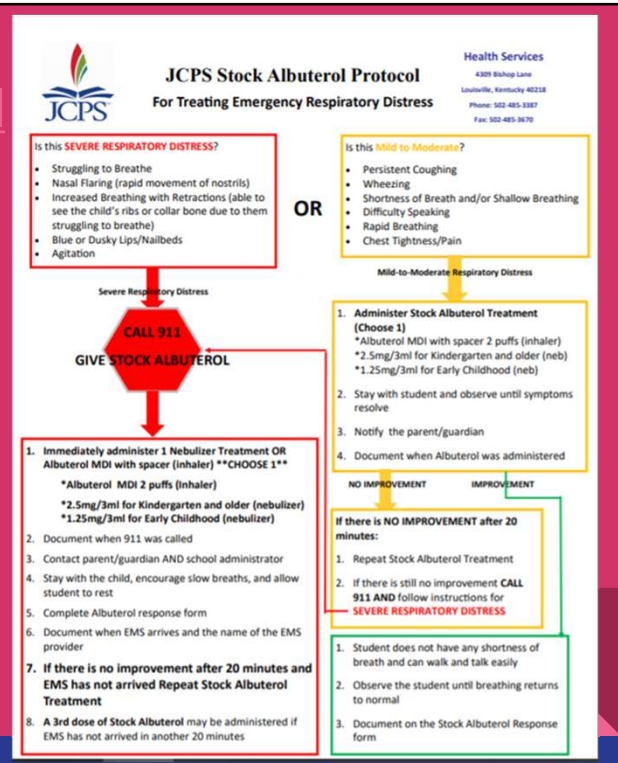 JCPS
JCPS Stock Albuterol Protocol
For Treating Emergency Respiratory Distress
Health Services
4309 Bishop Lane
Louisville, Kentucky 40218
Phone: 502-485-3387
Fax: 502-485-3670
Is this SEVERE RESPIRATORY DISTRESS?
• Struggling to Breathe
• Nasal Flaring (rapid movement of nostrils)
• Increased Breathing with Retractions (able to
see the child's ribs or collar bone due to them
struggling to breathe)
• Blue or Dusky Lips/Nailbeds
• Agitation
OR
Is this Mild to Moderate?
• Persistent Coughing
• Wheezing
• Shortness of Breath and/or Shallow Breathing
• Difficulty Speaking
• Rapid Breathing
• Chest Tightness/Pain
Severe Respiratory Distress
CALL 911
GIVE STOCK ALBUTEROL
1. Immediately administer 1 Nebulizer Treatment OR
Albuterol MDI with spacer (inhaler) **CHOOSE 1**
*Albuterol MDI 2 puffs (Inhaler)
*2.5mg/3ml for Kindergarten and older (nebulizer)
*1.25mg/3ml for Early Childhood (nebulizer)
2. Document when 911 was called
3. Contact parent/guardian AND school administrator
4. Stay with the child, encourage slow breaths, and allow
student to rest
5. Complete Albuterol response form
6. Document when EMS arrives and the name of the EMS
provider
7. If there is no improvement after 20 minutes and
EMS has not arrived Repeat Stock Albuterol
Treatment
8. A 3rd dose of Stock Albuterol may be administered if
EMS has not arrived in another 20 minutes
Mild-to-Moderate Respiratory Distress
1. Administer Stock Albuterol Treatment
(Choose 1)
*Albuterol MDI with spacer 2 puffs (inhaler)
*2.5mg/3ml for Kindergarten and older (neb)
*1.25mg/3ml for Early Childhood (neb)
2. Stay with student and observe until symptoms
resolve
3. Notify the parent/guardian
4. Document when Albuterol was administered
NO IMPROVEMENT IMPROVEMENT
If there is NO IMPROVEMENT after 20
minutes:
1. Repeat Stock Albuterol Treatment
2. If there is still no improvement CALL
911 AND follow instructions for
SEVERE RESPIRATORY DISTRESS
1. Student does not have any shortness of
breath and can walk and talk easily
2. Observe the student until breathing returns
to normal
3. Document on the Stock Albuterol Response
form